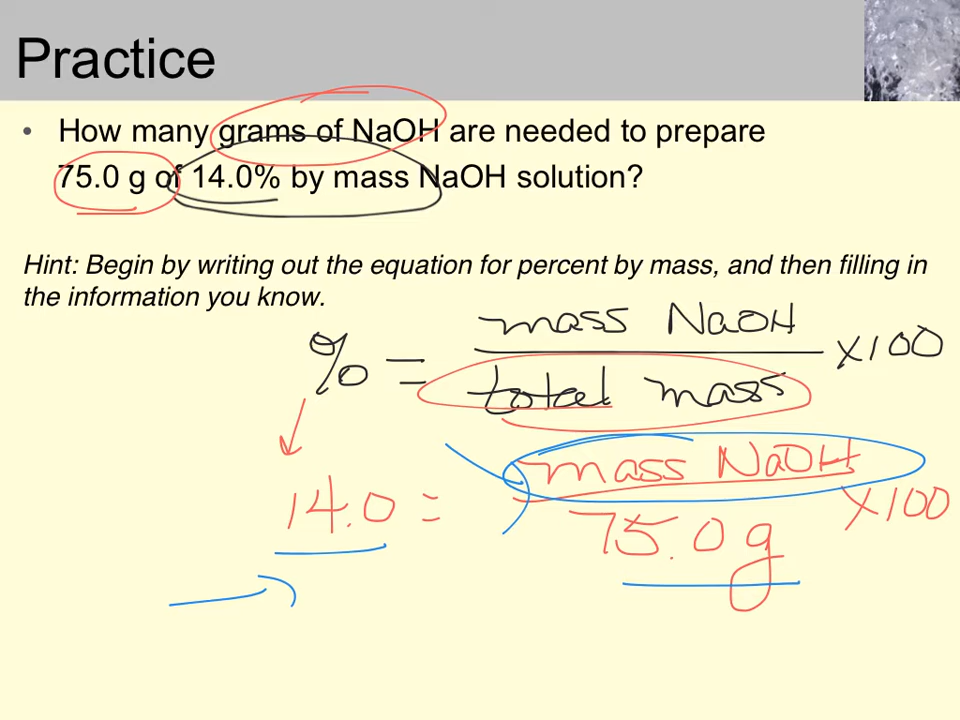 Practice
• How many grams of NaOH are needed to prepare
75.0 g of 14.0% by mass NaOH solution?
Hint: Begin by writing out the equation for percent by mass, and then filling in
the information you know.
% = mass NaOH / total mass x100
14.0 = mass NaOH / 75.0 g x100